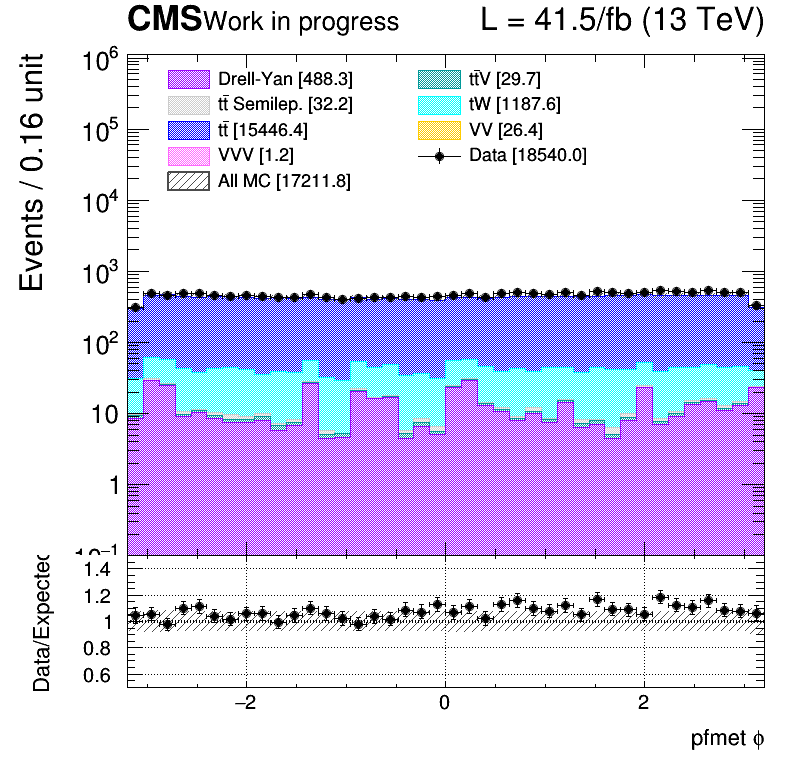 CMS Work in progress L = 41.5/fb (13 TeV)
Events / 0.16 unit
10⁶
10⁵
10⁴
10³
10²
10
1
10⁻¹
Drell-Yan [488.3]
tt̄ Semilep. [32.2]
tt̄ [15446.4]
VVV [1.2]
All MC [17211.8]
tt̄V [29.7]
tW [1187.6]
VV [26.4]
Data [18540.0]
Data/Expected
1.4
1.2
1
0.8
0.6
−2 0 2
pfmet ϕ